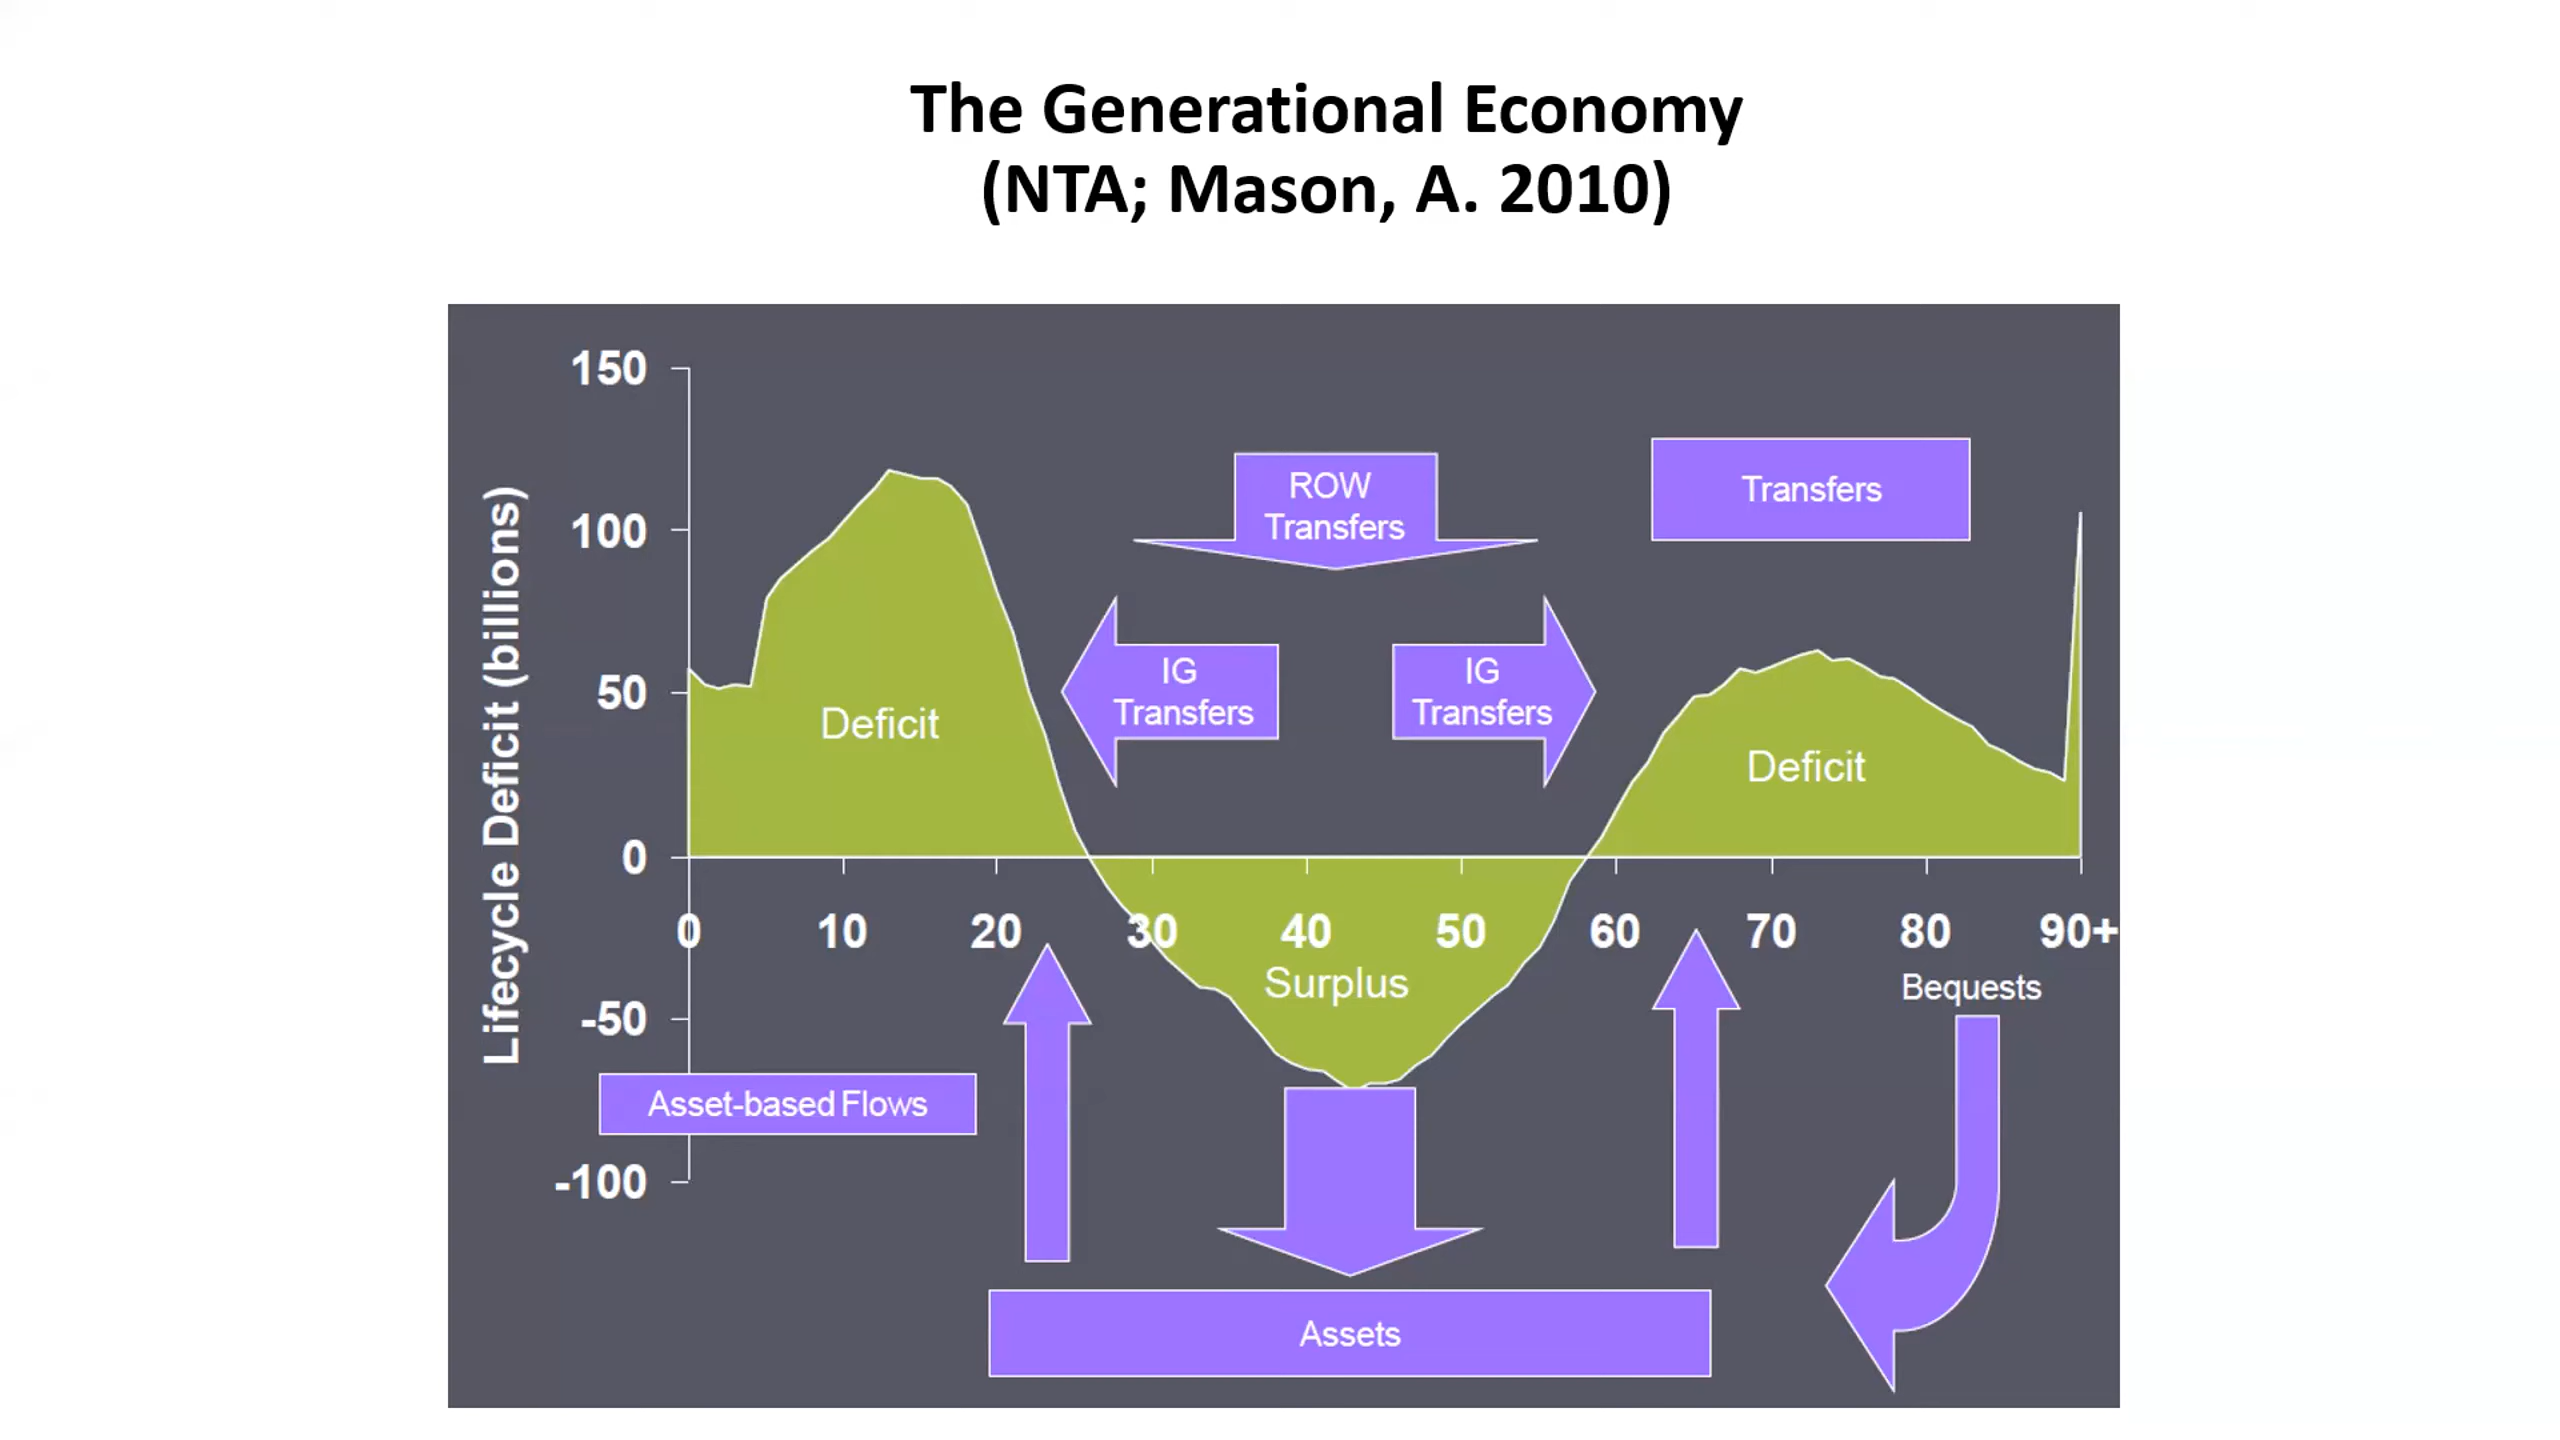 The Generational Economy
(NTA; Mason, A. 2010)
Lifecycle Deficit (billions)
150
100
50
0
-50
-100
ROW
Transfers
Transfers
IG
Transfers
IG
Transfers
Deficit
Deficit
0 10 20 30 40 50 60 70 80 90+
Surplus
Bequests
Asset-based Flows
Assets